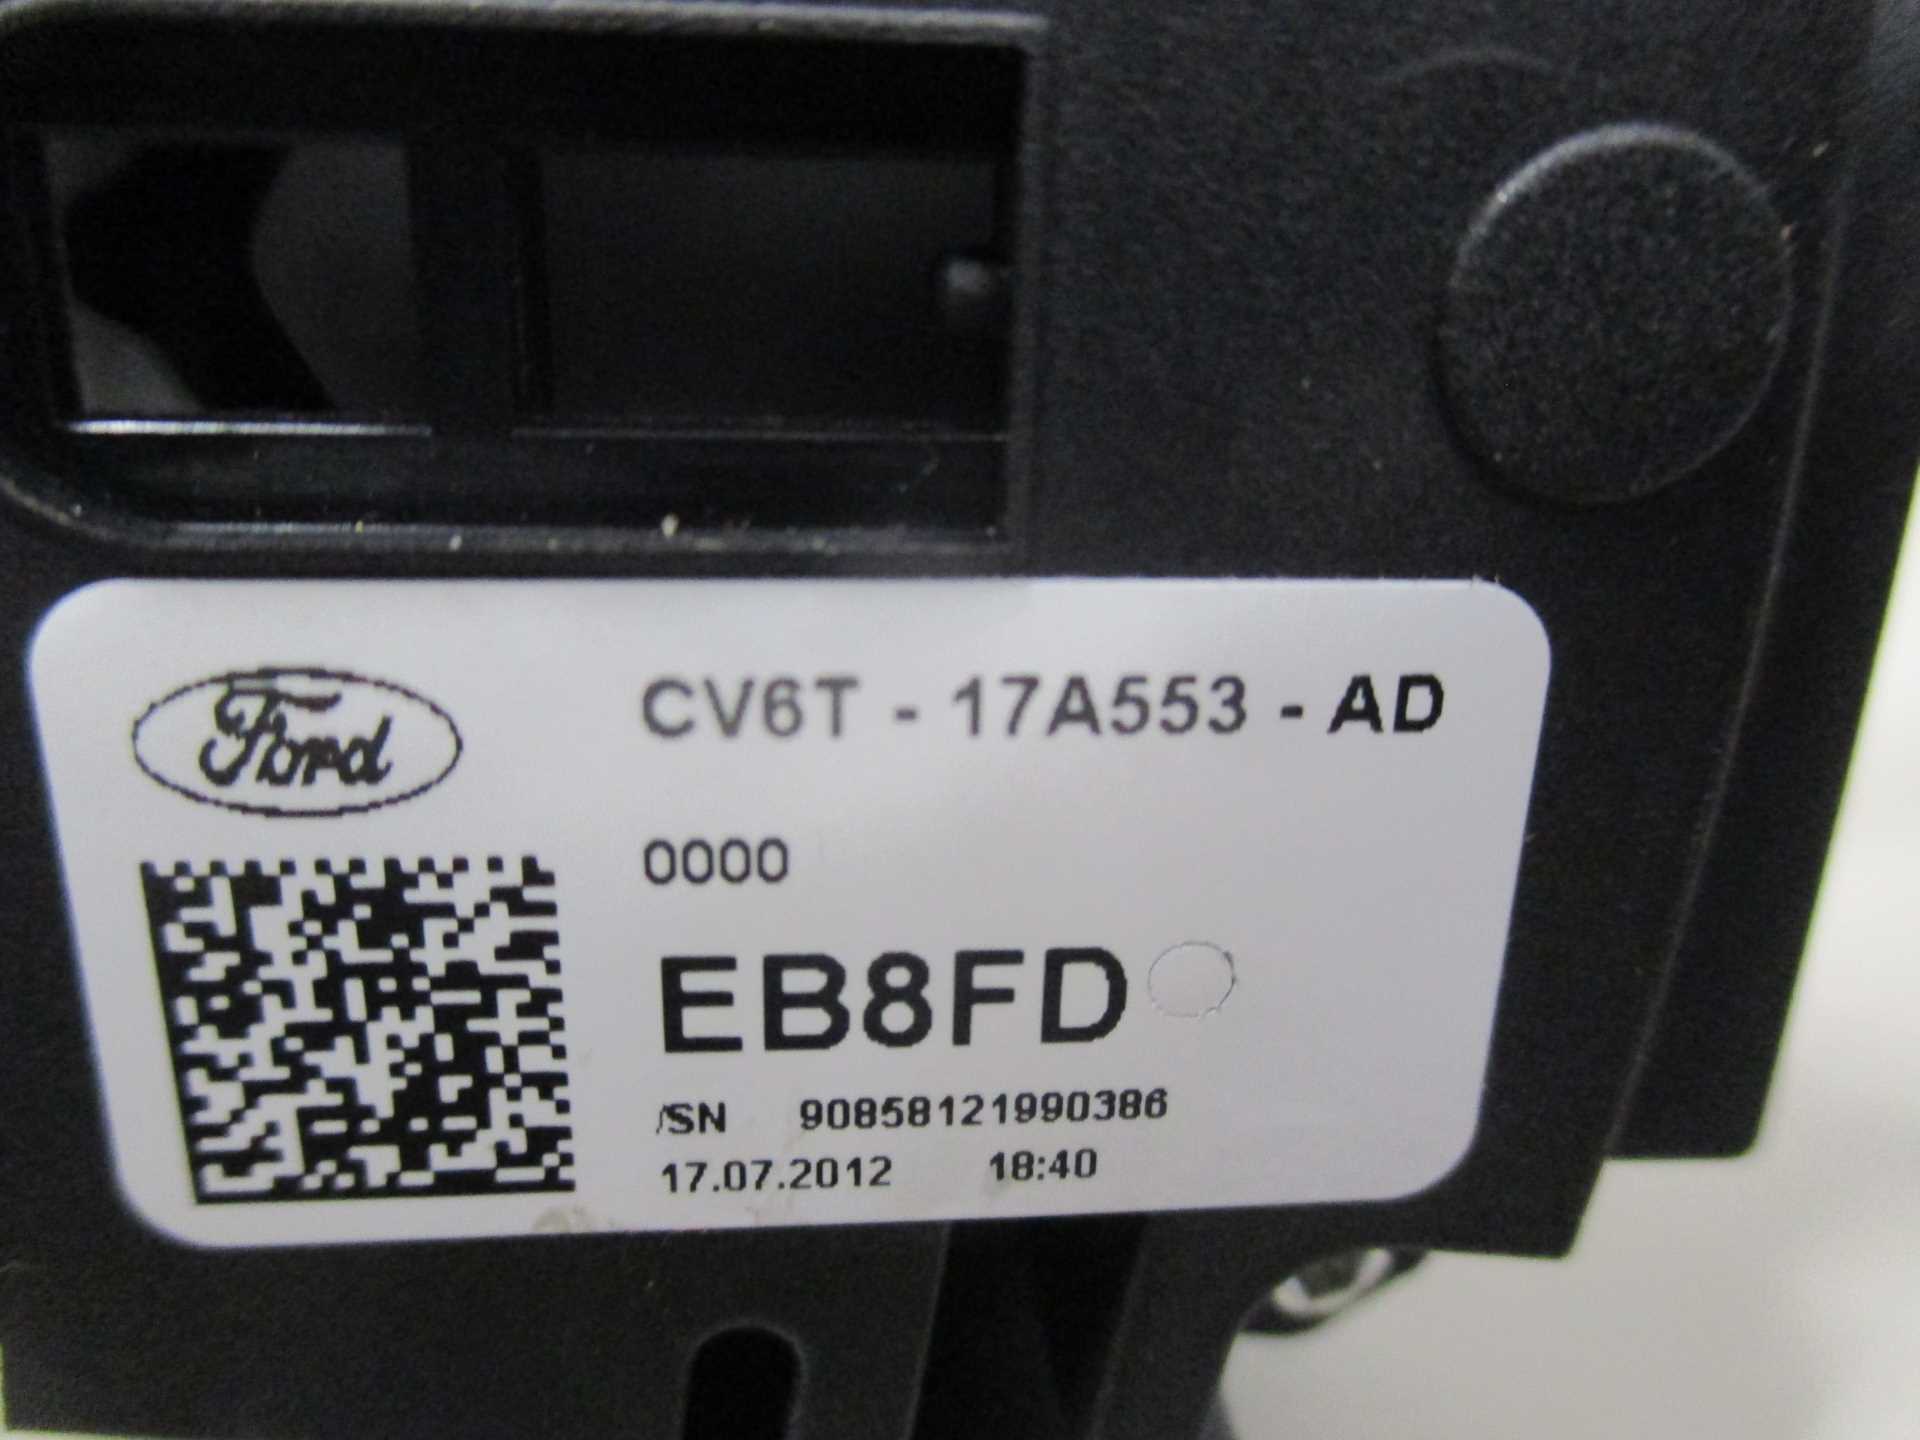 Ford
CV6T - 17A553 - AD
0000
EB8FD
/SN 90858121990386
17.07.2012 18:40